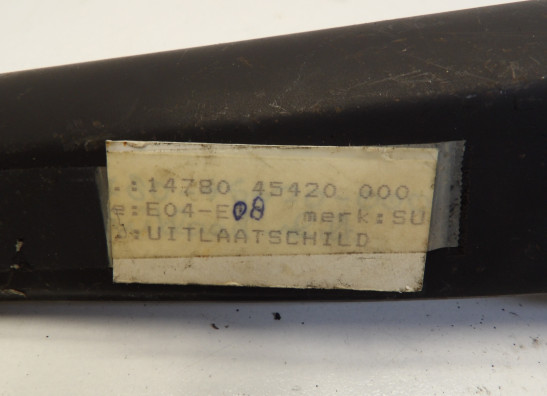 .:14780 45420 000
e:E04-E08 merk:SU
.:UITLAATSCHILD